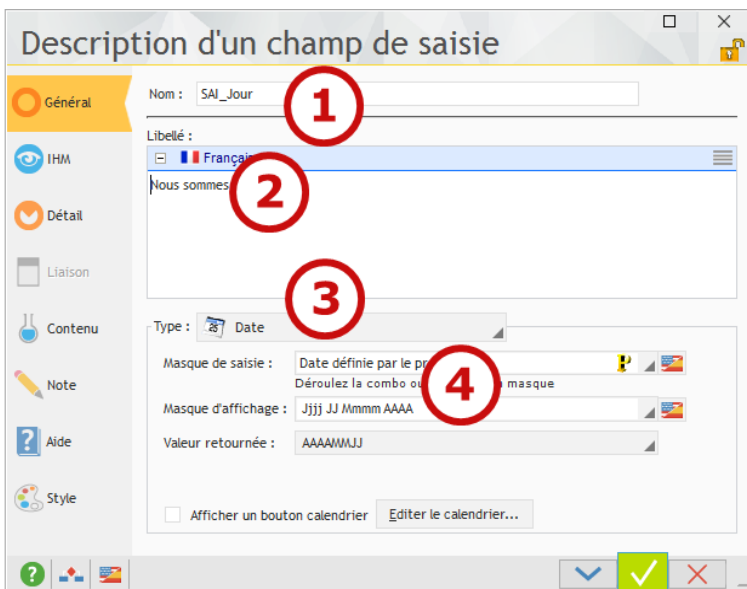 Description d'un champ de saisie
Général
IHM
Détail
Liaison
Contenu
Note
Aide
Style
Nom : SAI_Jour
1
Libellé :
Français
Nous sommes
2
3
Type : Date
Masque de saisie : Date définie par le
4
Déroulez la combo masque
Masque d'affichage : Jjjj JJ Mmmm AAAA
Valeur retournée : AAAAMMJJ
Afficher un bouton calendrier Editer le calendrier...
?